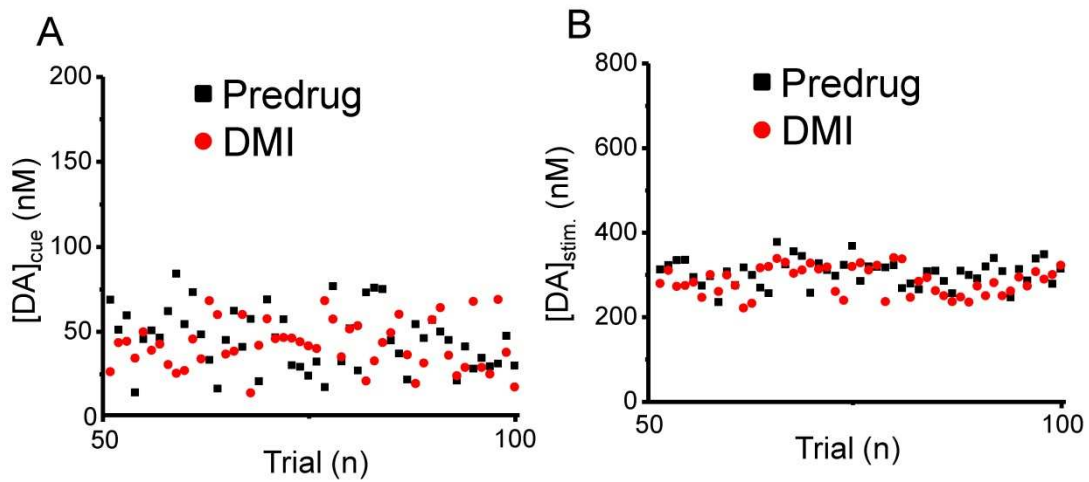 A
200
150
100
50
0
[DA]cue (nM)
Predrug
DMI
50
100
Trial (n)
B
800
600
400
200
0
[DA]stim. (nM)
Predrug
DMI
50
100
Trial (n)